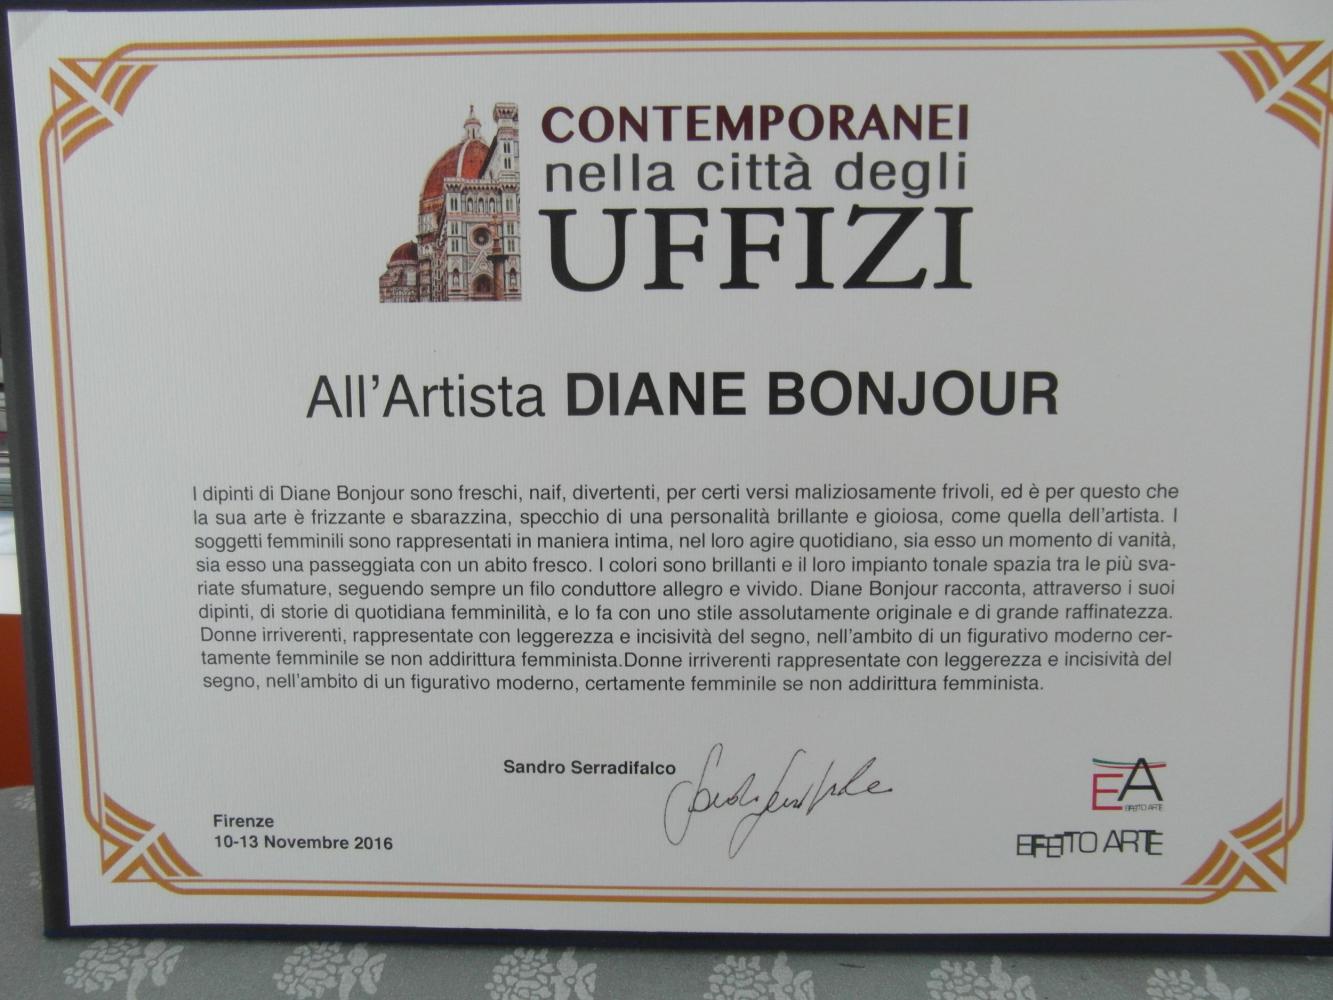 CONTEMPORANEI
nella città degli
UFFIZI
All'Artista DIANE BONJOUR
I dipinti di Diane Bonjour sono freschi, naif, divertenti, per certi versi maliziosamente frivoli, ed è per questo che
la sua arte è frizzante e sbarazzina, specchio di una personalità brillante e gioiosa, come quella dell'artista. I
soggetti femminili sono rappresentati in maniera intima, nel loro agire quotidiano, sia esso un momento di vanità,
sia esso una passeggiata con un abito fresco. I colori sono brillanti e il loro impianto tonale spazia tra le più sva-
riate sfumature, seguendo sempre un filo conduttore allegro e vivido. Diane Bonjour racconta, attraverso i suoi
dipinti, di storie di quotidiana femminilità, e lo fa con uno stile assolutamente originale e di grande raffinatezza.
Donne irriverenti, rappresentate con leggerezza e incisività del segno, nell'ambito di un figurativo moderno cer-
tamente femminile se non addirittura femminista.Donne irriverenti rappresentate con leggerezza e incisività del
segno, nell'ambito di un figurativo moderno, certamente femminile se non addirittura femminista.
Sandro Serradifalco
Firenze
10-13 Novembre 2016
EA
EFFETTO ARTE
EFFETTO ARTE